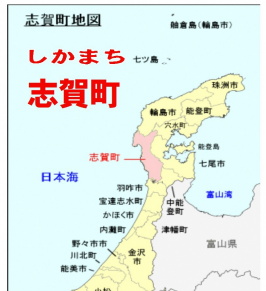 志賀町地図
舳倉島（輪島市）
しかまち
七ツ島
志賀町
珠洲市
輪島市
能登町
穴水町
能登島
志賀町
七尾市
日本海
羽咋市
富山湾
宝達志水町
中能
登町
かほく市
内灘町
津幡町
野々市市
金沢
市
川北町
富山県
能美市
小松